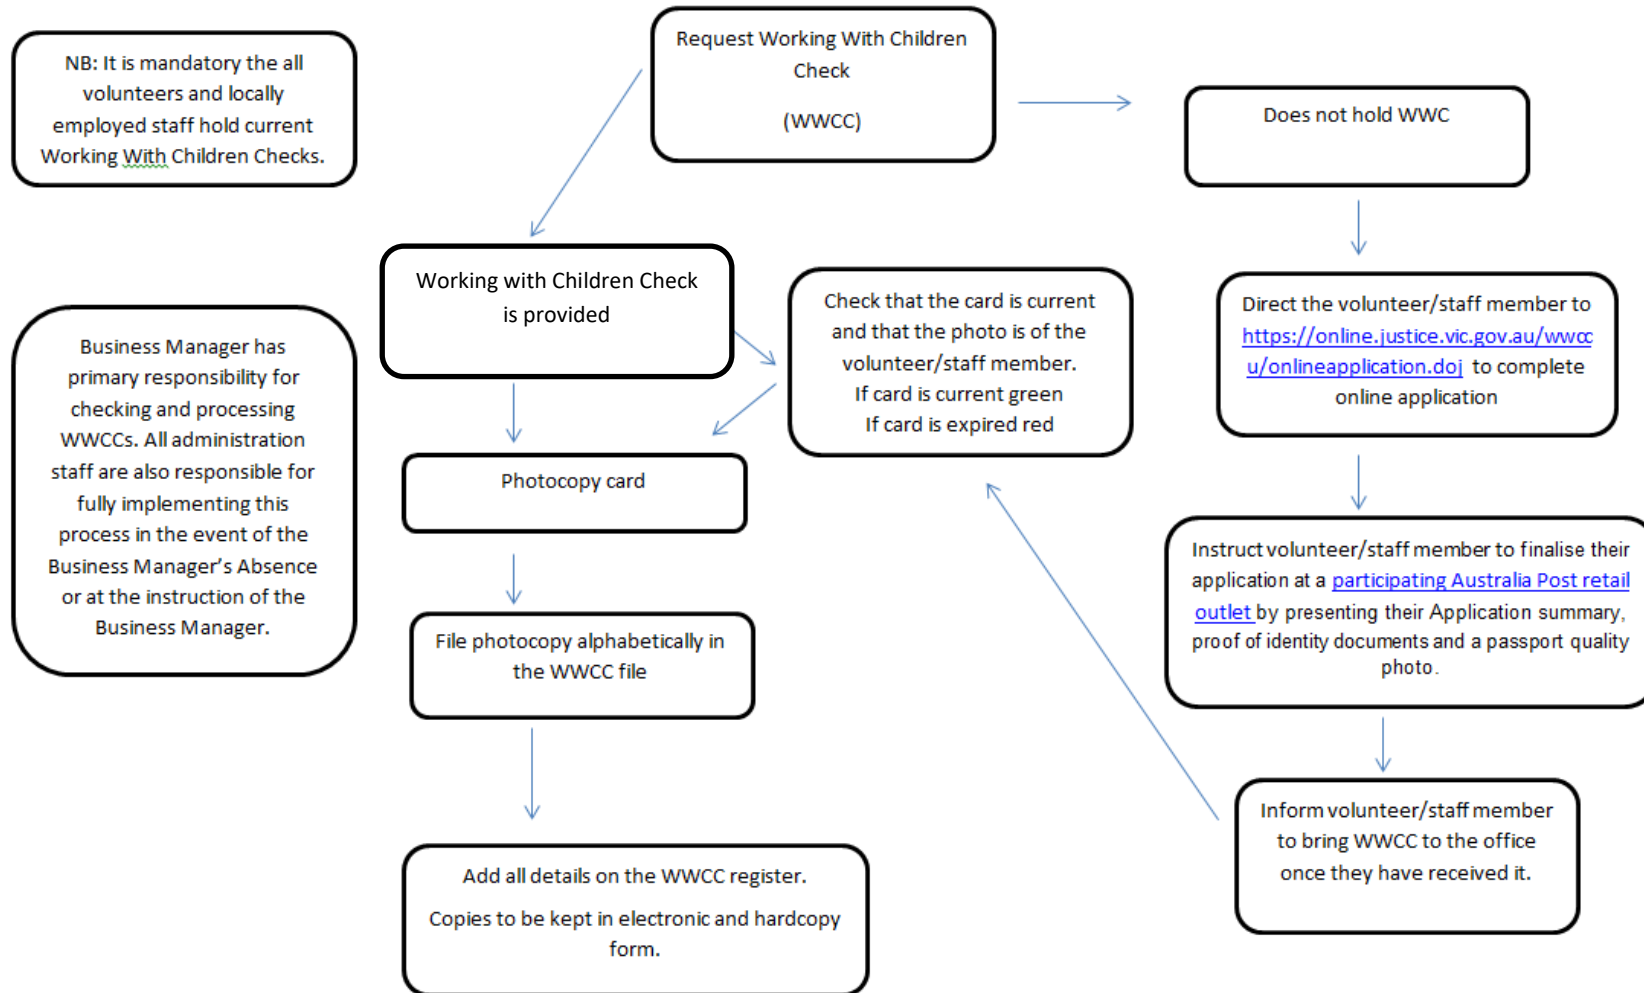 NB: It is mandatory the all
volunteers and locally
employed staff hold current
Working With Children Checks.
Request Working With Children
Check
(WWCC)
Does not hold WWC
Working with Children Check
is provided
Check that the card is current
and that the photo is of the
volunteer/staff member.
If card is current green
If card is expired red
Direct the volunteer/staff member to
https://online.justice.vic.gov.au/wwcc
u/onlineapplication.doj to complete
online application
Business Manager has
primary responsibility for
checking and processing
WWCCs. All administration
staff are also responsible for
fully implementing this
process in the event of the
Business Manager's Absence
or at the instruction of the
Business Manager.
Photocopy card
Instruct volunteer/staff member to finalise their
application at a participating Australia Post retail
outlet by presenting their Application summary,
proof of identity documents and a passport quality
photo.
File photocopy alphabetically in
the WWCC file
Inform volunteer/staff member
to bring WWCC to the office
once they have received it.
Add all details on the WWCC register.
Copies to be kept in electronic and hardcopy
form.